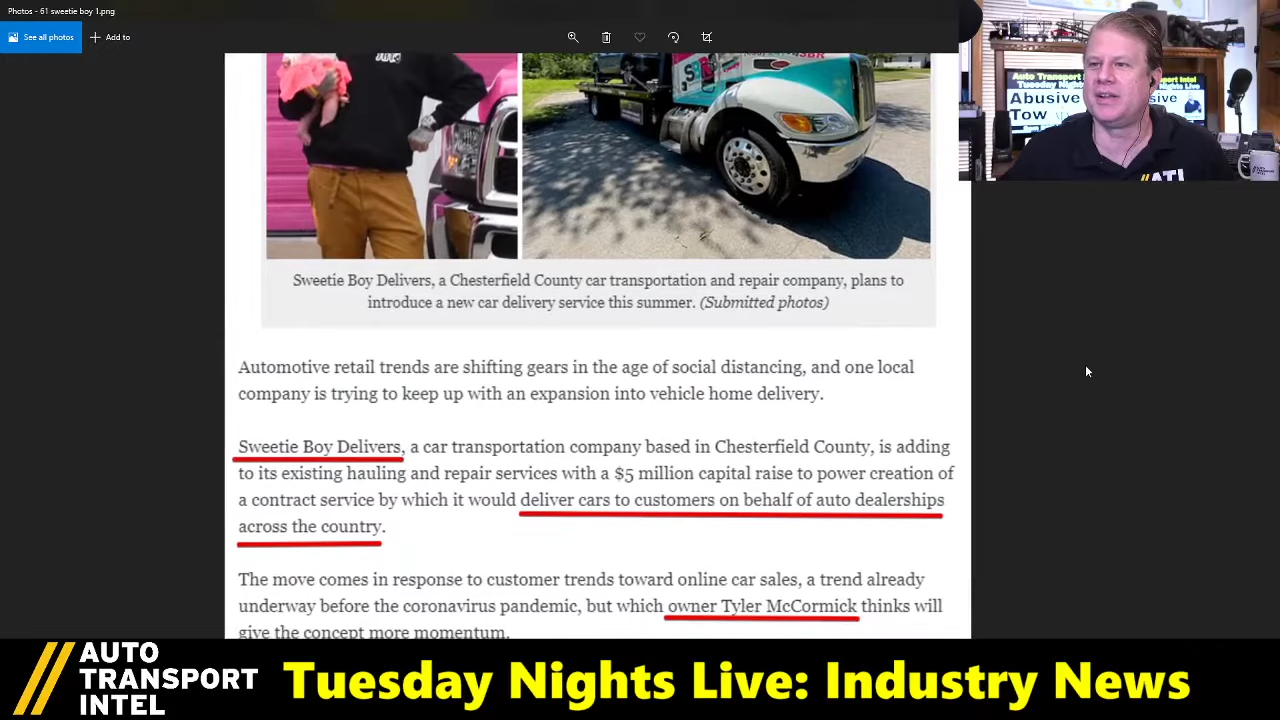 Photos - 61 sweetie boy 1.png
See all photos
Add to
Auto Transport Intel
Tuesday Nights Live
Abusive
Tow
ATI
Sweetie Boy Delivers, a Chesterfield County car transportation and repair company, plans to
introduce a new car delivery service this summer. (Submitted photos)
Automotive retail trends are shifting gears in the age of social distancing, and one local
company is trying to keep up with an expansion into vehicle home delivery.
Sweetie Boy Delivers, a car transportation company based in Chesterfield County, is adding
to its existing hauling and repair services with a $5 million capital raise to power creation of
a contract service by which it would deliver cars to customers on behalf of auto dealerships
across the country.
The move comes in response to customer trends toward online car sales, a trend already
underway before the coronavirus pandemic, but which owner Tyler McCormick thinks will
give the concept more momentum.
AUTO
TRANSPORT
INTEL
Tuesday Nights Live: Industry News